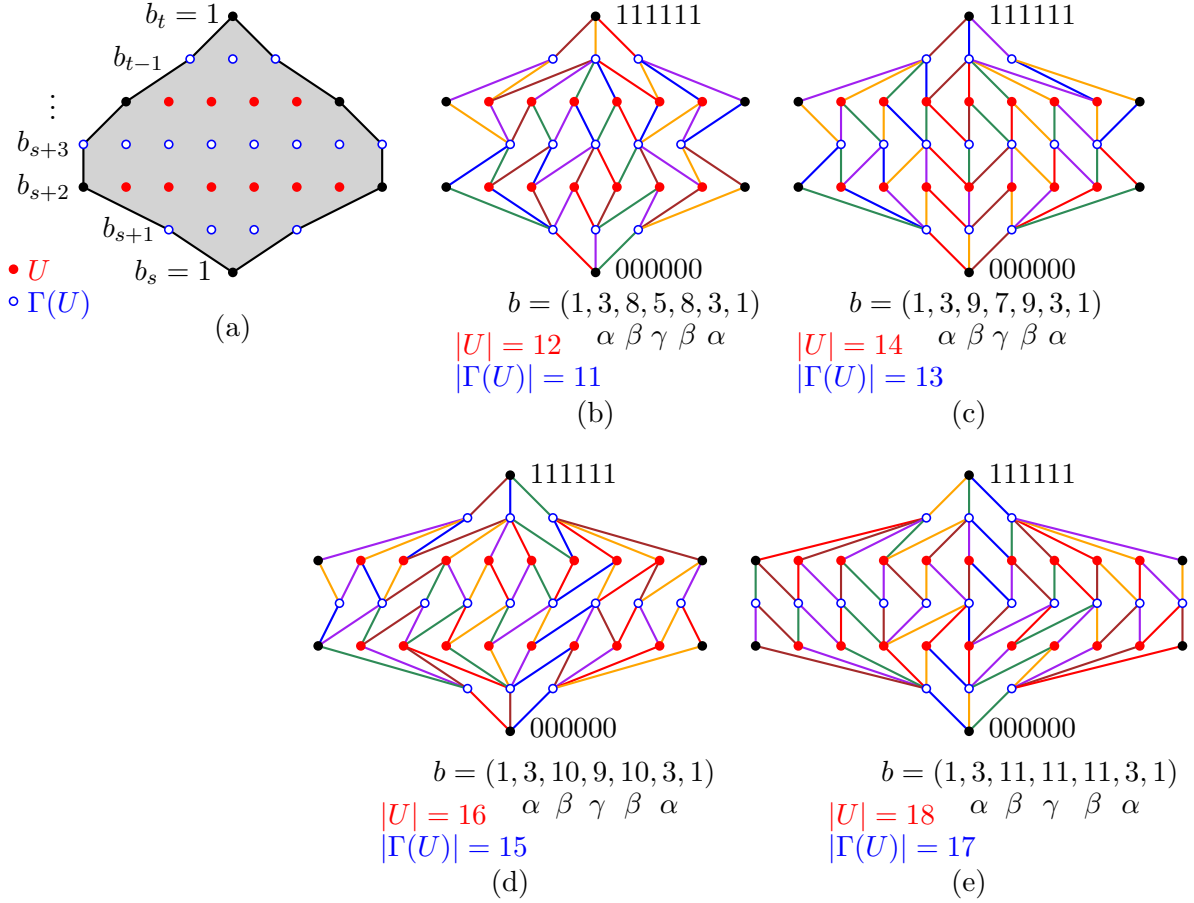 b_t = 1
b_{t−1}
⋮
b_{s+3}
b_{s+2}
b_{s+1}
b_s = 1
U
Γ(U)
(a)
111111
000000
b = (1, 3, 8, 5, 8, 3, 1)
α β γ β α
|U| = 12
|Γ(U)| = 11
(b)
111111
000000
b = (1, 3, 9, 7, 9, 3, 1)
α β γ β α
|U| = 14
|Γ(U)| = 13
(c)
111111
000000
b = (1, 3, 10, 9, 10, 3, 1)
α β γ β α
|U| = 16
|Γ(U)| = 15
(d)
111111
000000
b = (1, 3, 11, 11, 11, 3, 1)
α β γ β α
|U| = 18
|Γ(U)| = 17
(e)